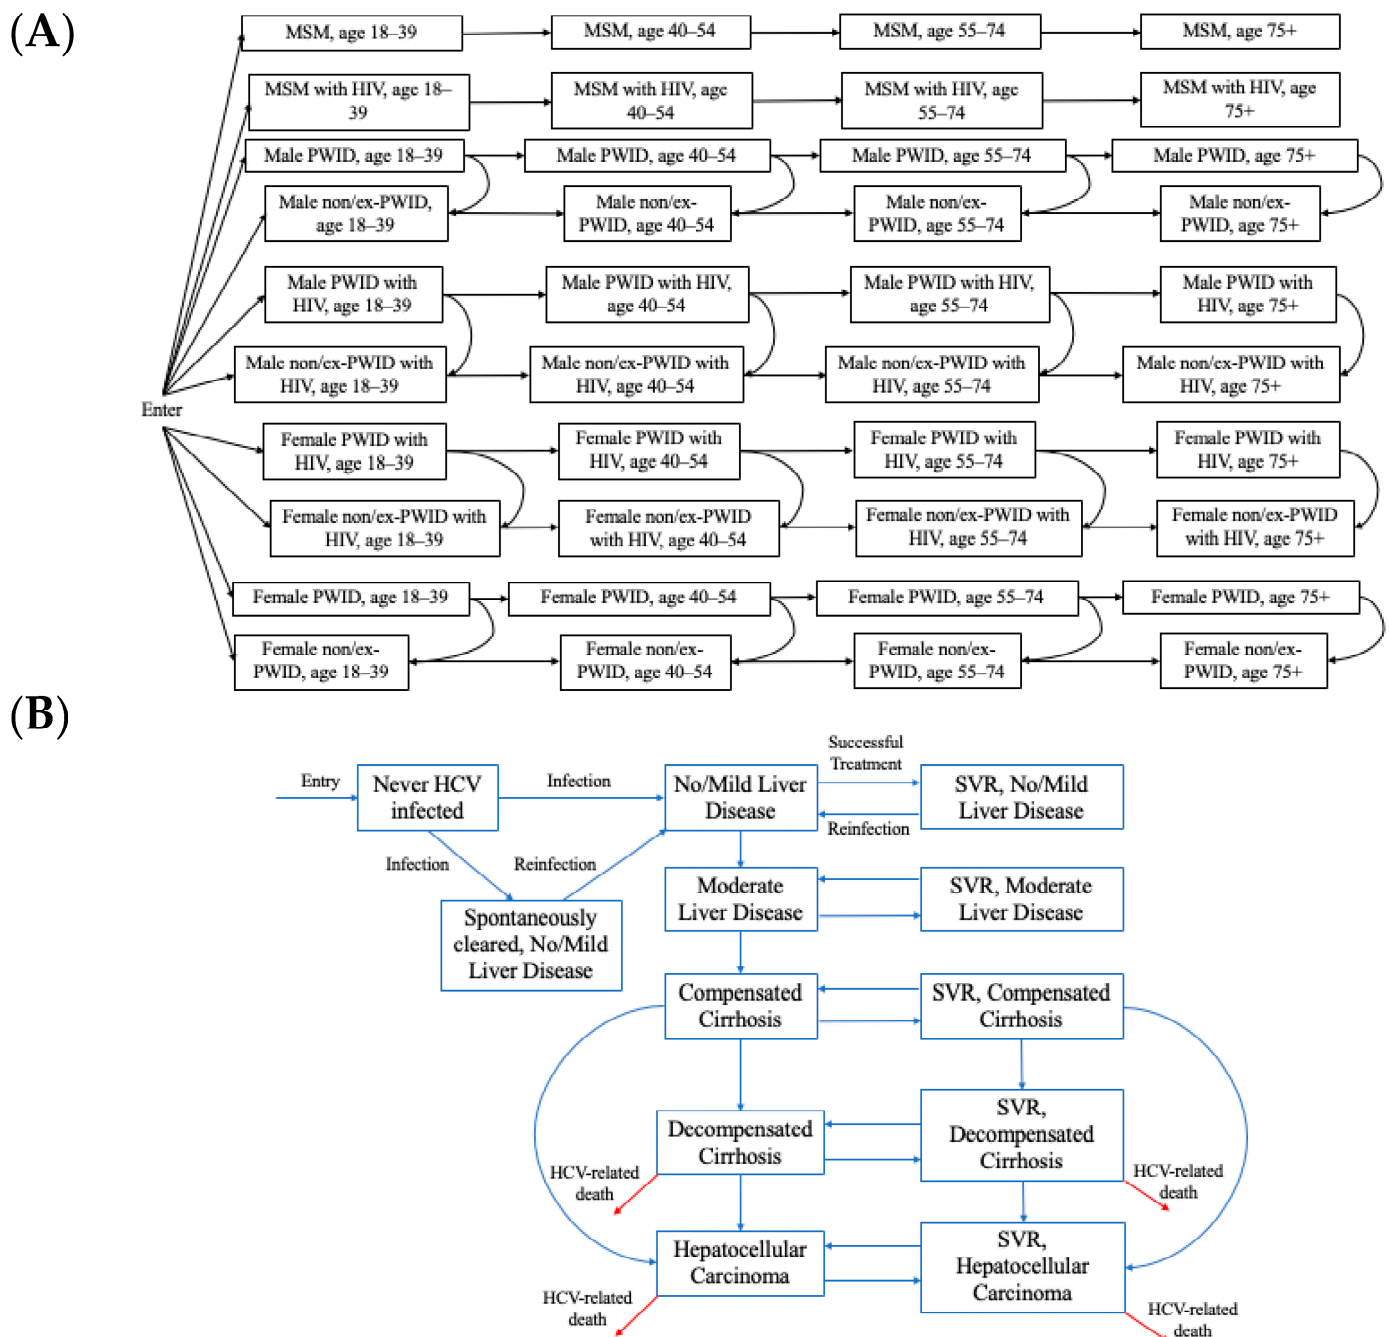 (A)
MSM, age 18–39
MSM, age 40–54
MSM, age 55–74
MSM, age 75+
MSM with HIV, age 18–
39
MSM with HIV, age
40–54
MSM with HIV, age
55–74
MSM with HIV, age
75+
Male PWID, age 18–39
Male PWID, age 40–54
Male PWID, age 55–74
Male PWID, age 75+
Male non/ex-PWID,
age 18–39
Male non/ex-
PWID, age 40–54
Male non/ex-
PWID, age 55–74
Male non/ex-
PWID, age 75+
Male PWID with
HIV, age 18–39
Male PWID with HIV,
age 40–54
Male PWID with HIV,
age 55–74
Male PWID with
HIV, age 75+
Male non/ex-PWID with
HIV, age 18–39
Male non/ex-PWID with
HIV, age 40–54
Male non/ex-PWID with
HIV, age 55–74
Male non/ex-PWID with
HIV, age 75+
Enter
Female PWID with
HIV, age 18–39
Female PWID with
HIV, age 40–54
Female PWID with
HIV, age 55–74
Female PWID with
HIV, age 75+
Female non/ex-PWID with
HIV, age 18–39
Female non/ex-PWID
with HIV, age 40–54
Female non/ex-PWID with
HIV, age 55–74
Female non/ex-PWID
with HIV, age 75+
Female PWID, age 18–39
Female PWID, age 40–54
Female PWID, age 55–74
Female PWID, age 75+
Female non/ex-
PWID, age 18–39
Female non/ex-
PWID, age 40–54
Female non/ex-
PWID, age 55–74
Female non/ex-
PWID, age 75+
(B)
Entry
Never HCV
infected
Infection
No/Mild Liver
Disease
Successful
Treatment
Reinfection
SVR, No/Mild
Liver Disease
Infection
Reinfection
Spontaneously
cleared, No/Mild
Liver Disease
Moderate
Liver Disease
SVR, Moderate
Liver Disease
Compensated
Cirrhosis
SVR, Compensated
Cirrhosis
Decompensated
Cirrhosis
SVR,
Decompensated
Cirrhosis
HCV-related
death
HCV-related
death
Hepatocellular
Carcinoma
SVR,
Hepatocellular
Carcinoma
HCV-related
death
HCV-related
death